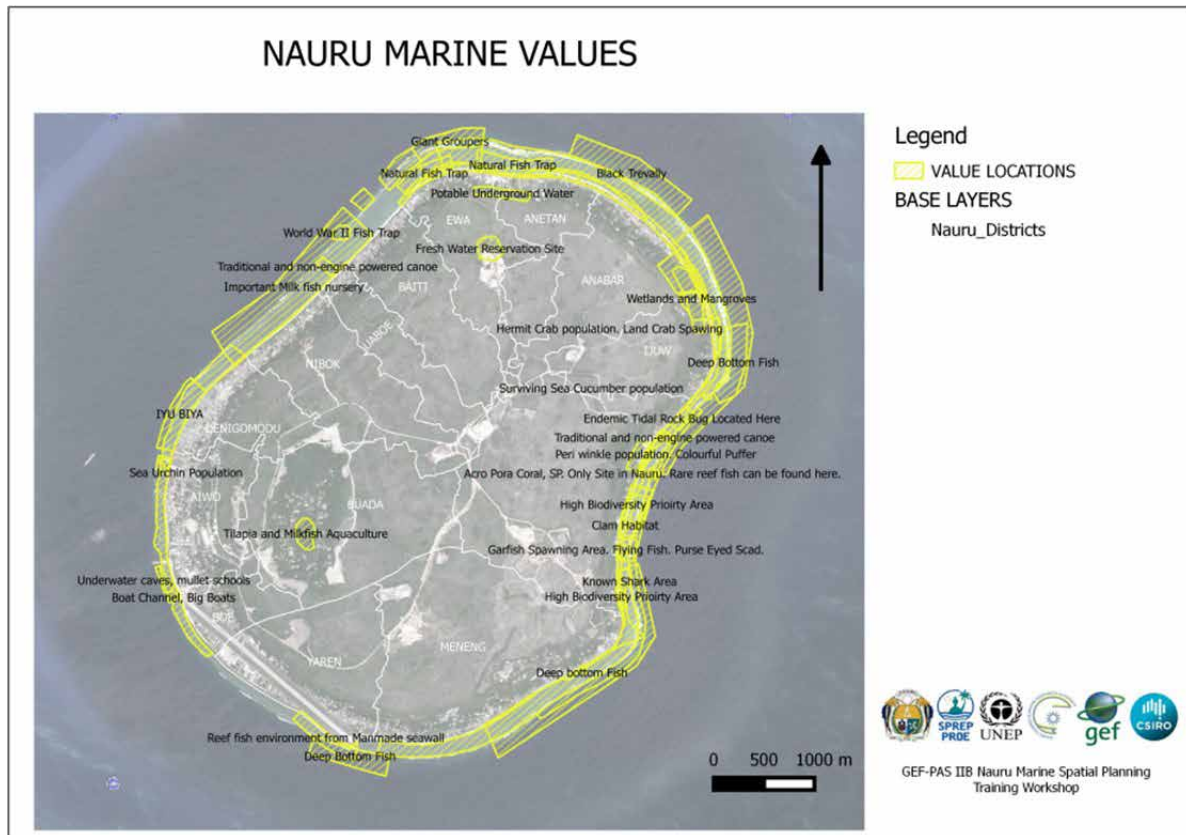 NAURU MARINE VALUES
Giant Groupers
Natural Fish Trap
Natural Fish Trap
Black Trevally
Potable Underground Water
EWA
ANETAN
World War II Fish Trap
Fresh Water Reservation Site
Traditional and non-engine powered canoe
BAITI
ANABAR
Important Milk fish nursery
Wetlands and Mangroves
Hermit Crab population. Land Crab Spawing
UABOE
IJUW
NIBOK
Deep Bottom Fish
Surviving Sea Cucumber population
IYU BIYA
Endemic Tidal Rock Bug Located Here
DENIGOMODU
Traditional and non-engine powered canoe
Peri winkle population. Colourful Puffer
Sea Urchin Population
Acro Pora Coral, SP. Only Site in Nauru. Rare reef fish can be found here.
AIWO
BUADA
High Biodiversity Prioirty Area
Clam Habitat
Tilapia and Milkfish Aquaculture
Garfish Spawning Area. Flying Fish. Purse Eyed Scad.
Underwater caves, mullet schools
Known Shark Area
Boat Channel, Big Boats
High Biodiversity Prioirty Area
BOE
MENENG
YAREN
Deep bottom Fish
Reef fish environment from Manmade seawall
Deep Bottom Fish
0 500 1000 m
Legend
VALUE LOCATIONS
BASE LAYERS
Nauru_Districts
SPREP
PROE
UNEP
gef
CSIRO
GEF-PAS IIB Nauru Marine Spatial Planning
Training Workshop